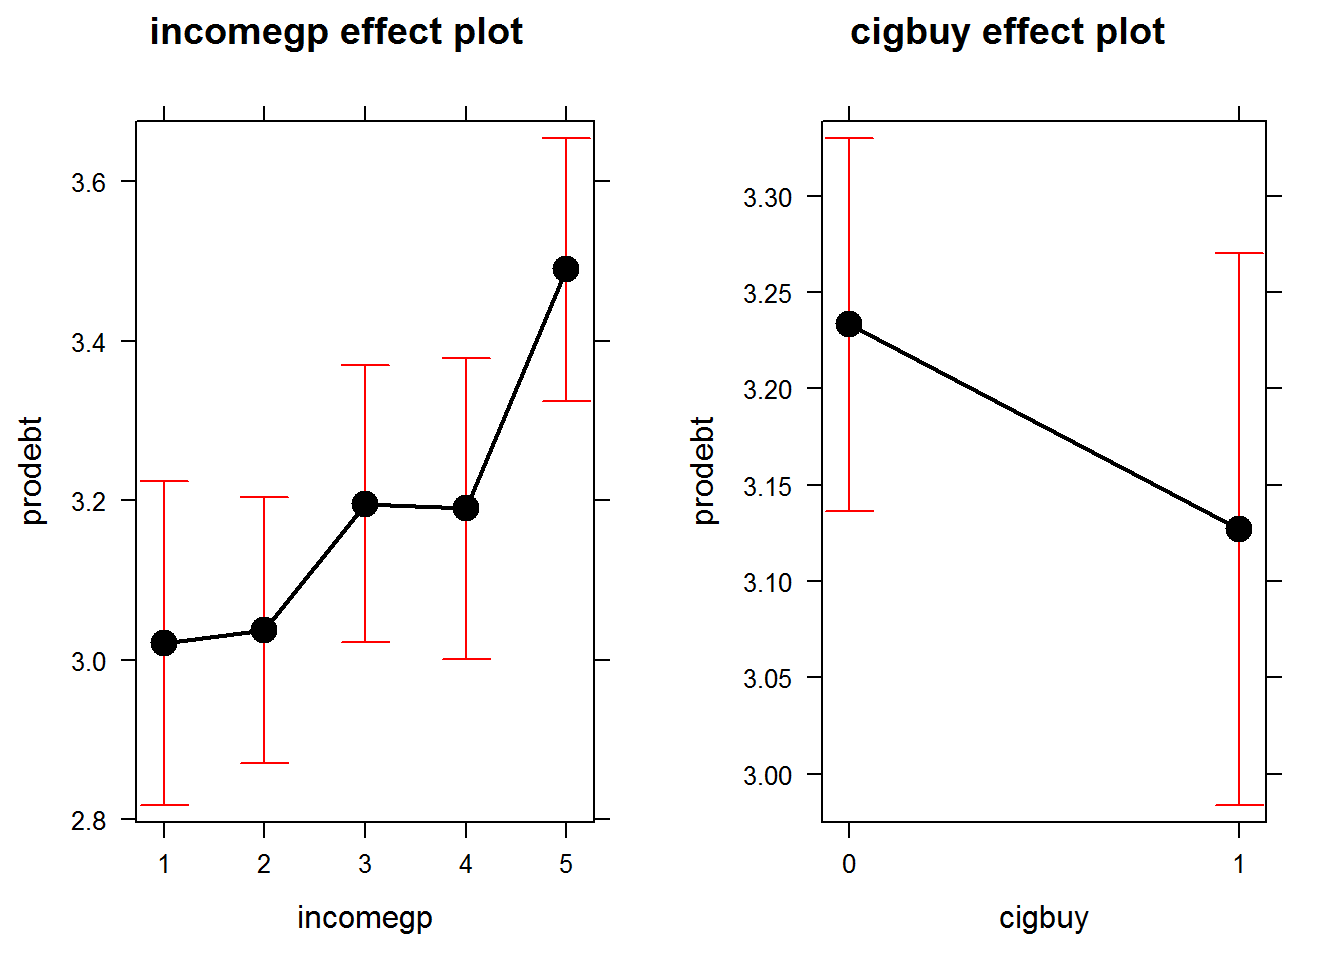 incomegp effect plot
prodebt
3.6
3.4
3.2
3.0
2.8
1 2 3 4 5
incomegp
cigbuy effect plot
prodebt
3.30
3.25
3.20
3.15
3.10
3.05
3.00
0 1
cigbuy